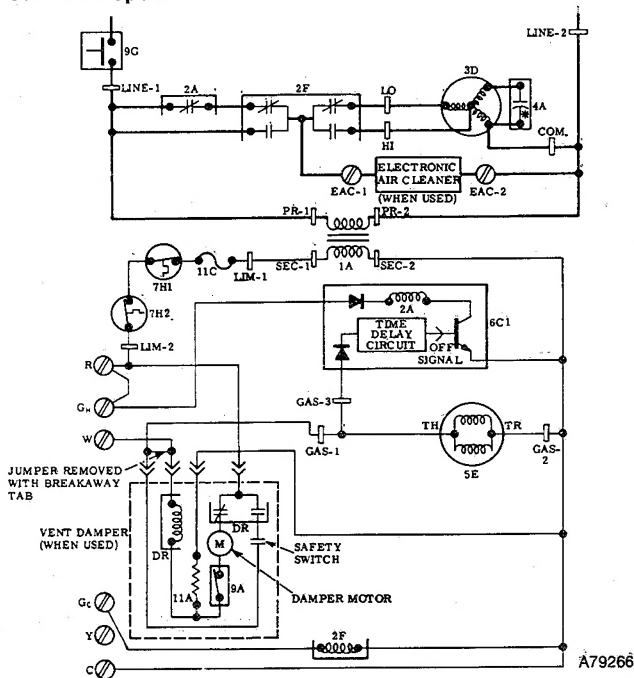 9G
LINE-1
LINE-2
2A
2F
LO
HI
3D
4A
*
COM.
EAC-1
ELECTRONIC
AIR CLEANER
(WHEN USED)
EAC-2
PR-1
PR-2
SEC-1
1A
SEC-2
7H1
11C
LIM-1
7H2
LIM-2
2A
TIME
DELAY
CIRCUIT
OFF
SIGNAL
6C1
R
GH
W
GAS-3
GAS-1
TH
TR
GAS-
2
5E
JUMPER REMOVED
WITH BREAKAWAY
TAB
VENT DAMPER
(WHEN USED)
DR
DR
M
SAFETY
SWITCH
11A
9A
DAMPER MOTOR
GC
Y
C
2F
A79266